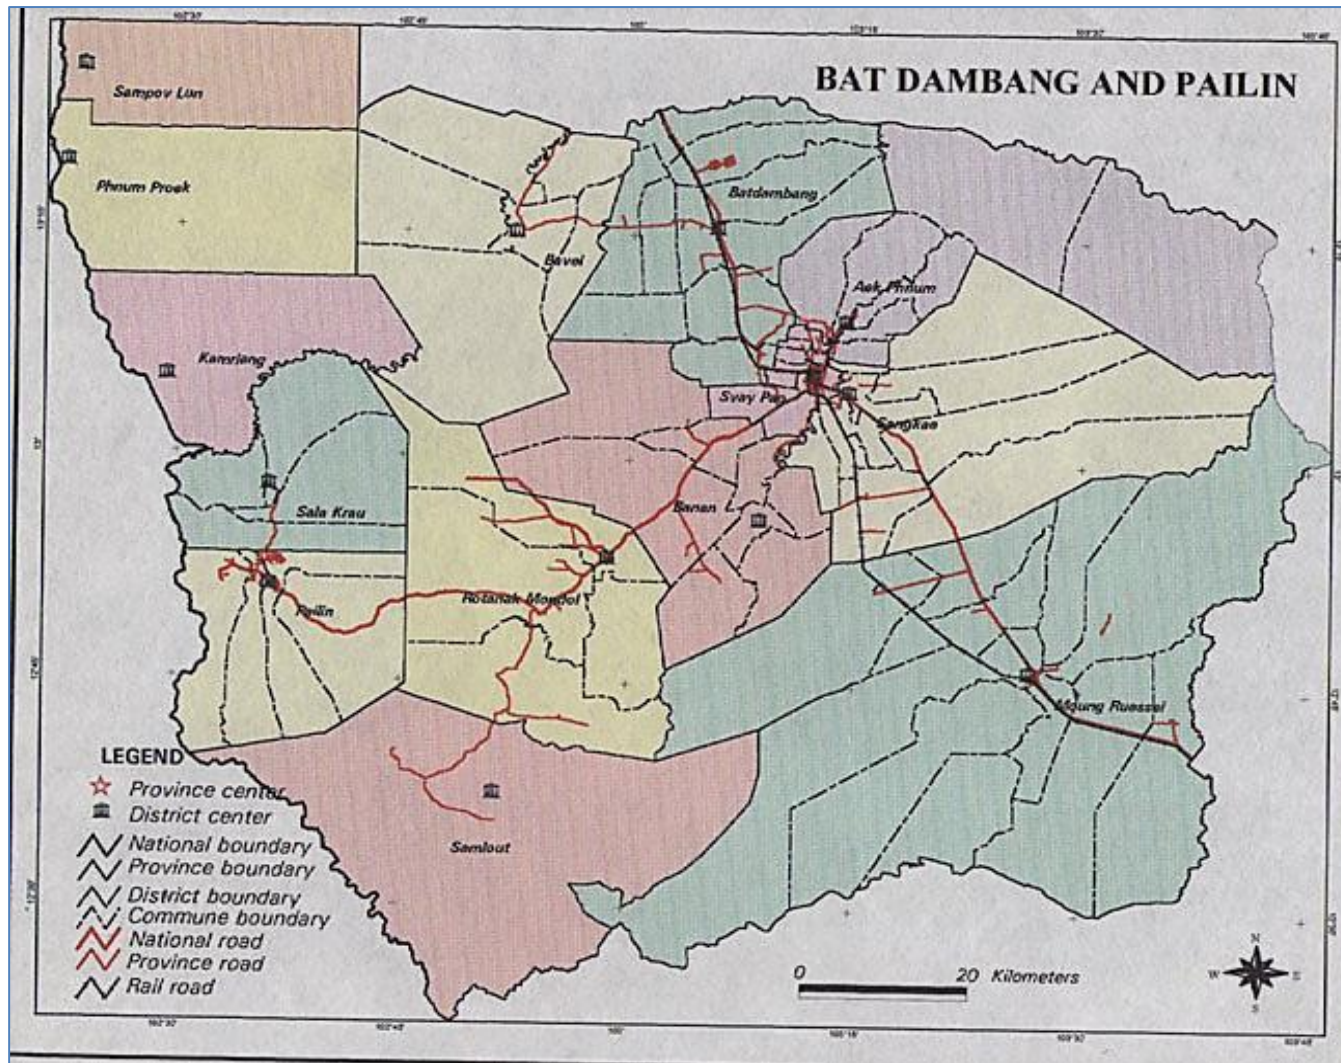 BAT DAMBANG AND PAILIN
Sampov Lun
Phnum Proek
Batdambang
Bavel
Aek Phnum
Kamriang
Svay Pao
Sangkae
Sala Krau
Banan
Pailin
Rotanak Mondol
Moung Ruessei
Samlout
LEGEND
Province center
District center
National boundary
Province boundary
District boundary
Commune boundary
National road
Province road
Rail road
0 20 Kilometers
N
W E
S